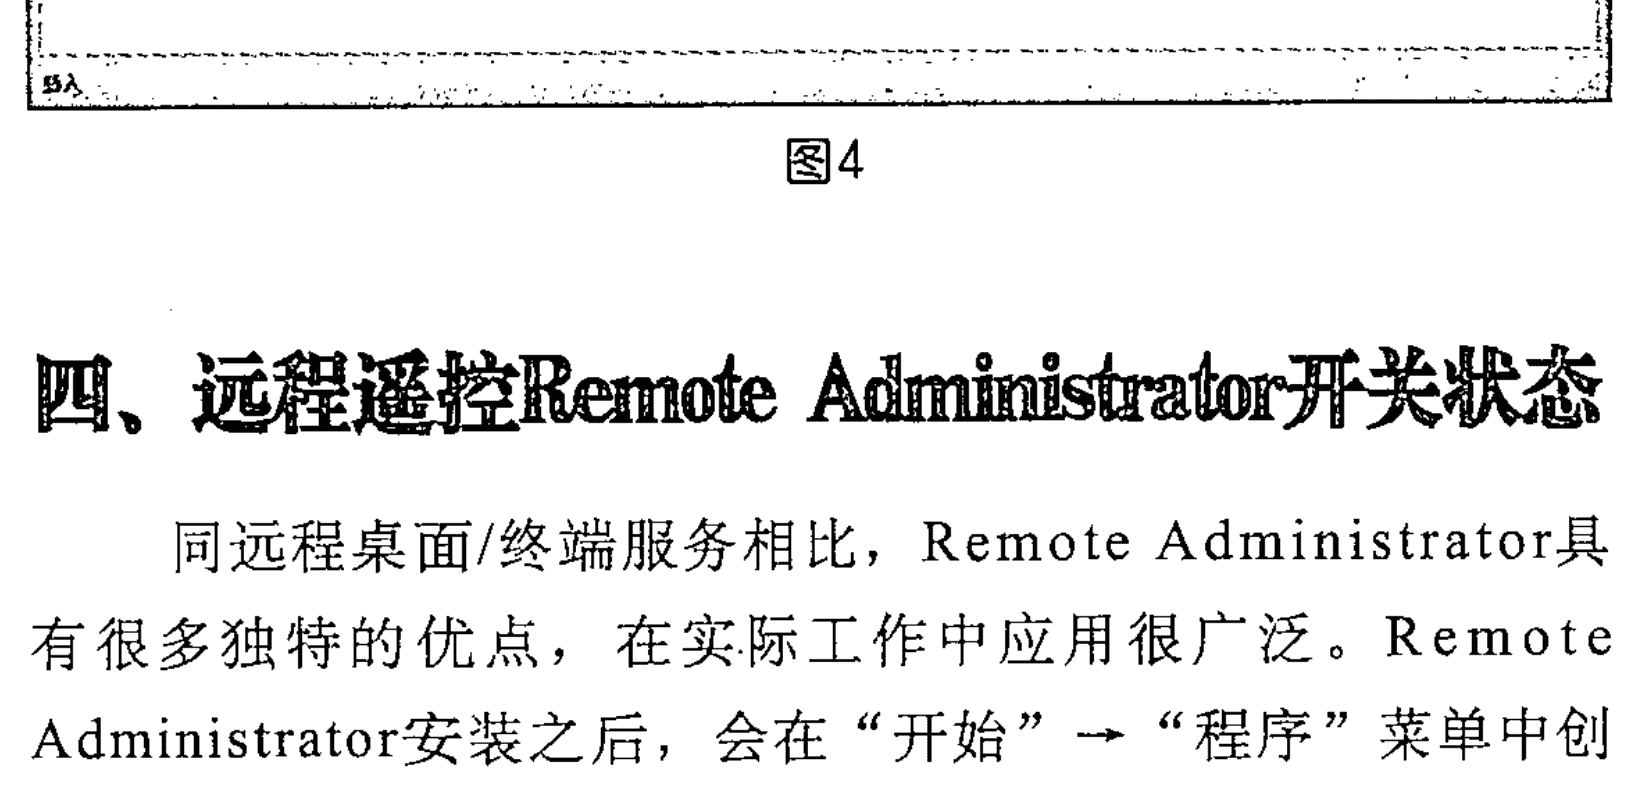 图4
四、远程遥控Remote Administrator开关状态
同远程桌面/终端服务相比，Remote Administrator具
有很多独特的优点，在实际工作中应用很广泛。Remote
Administrator安装之后，会在“开始”→“程序”菜单中创